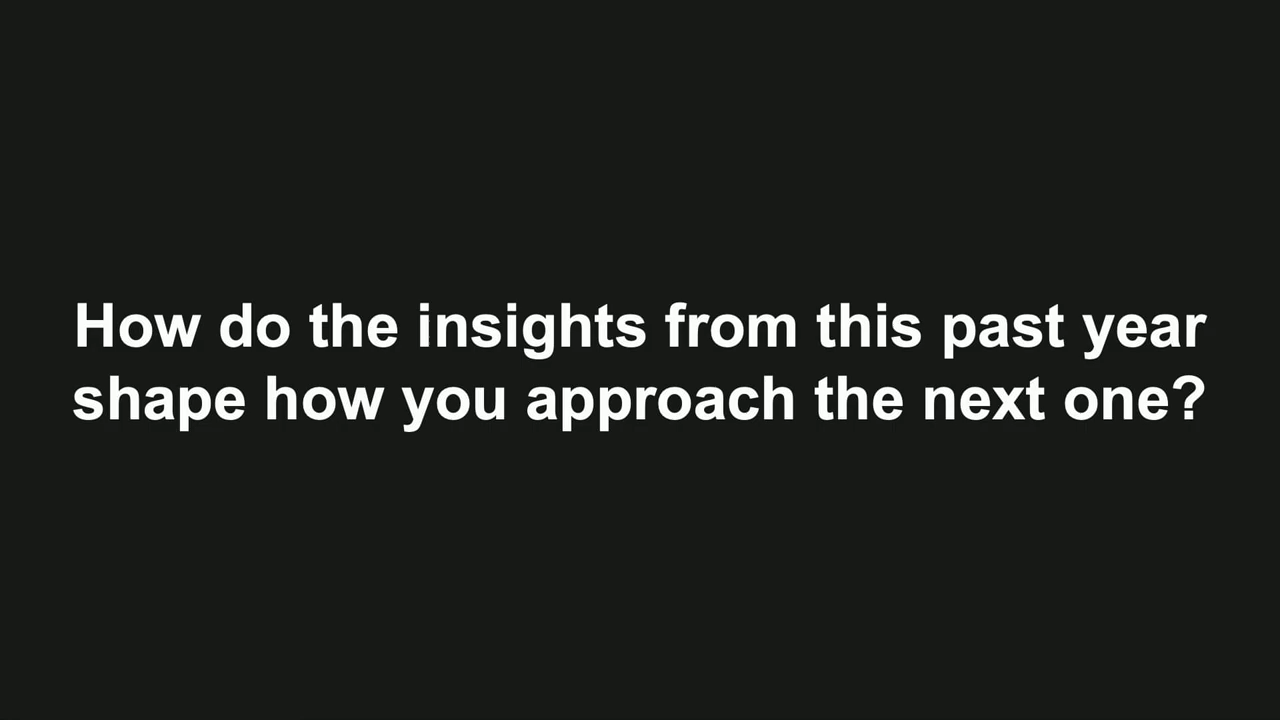 How do the insights from this past year
shape how you approach the next one?